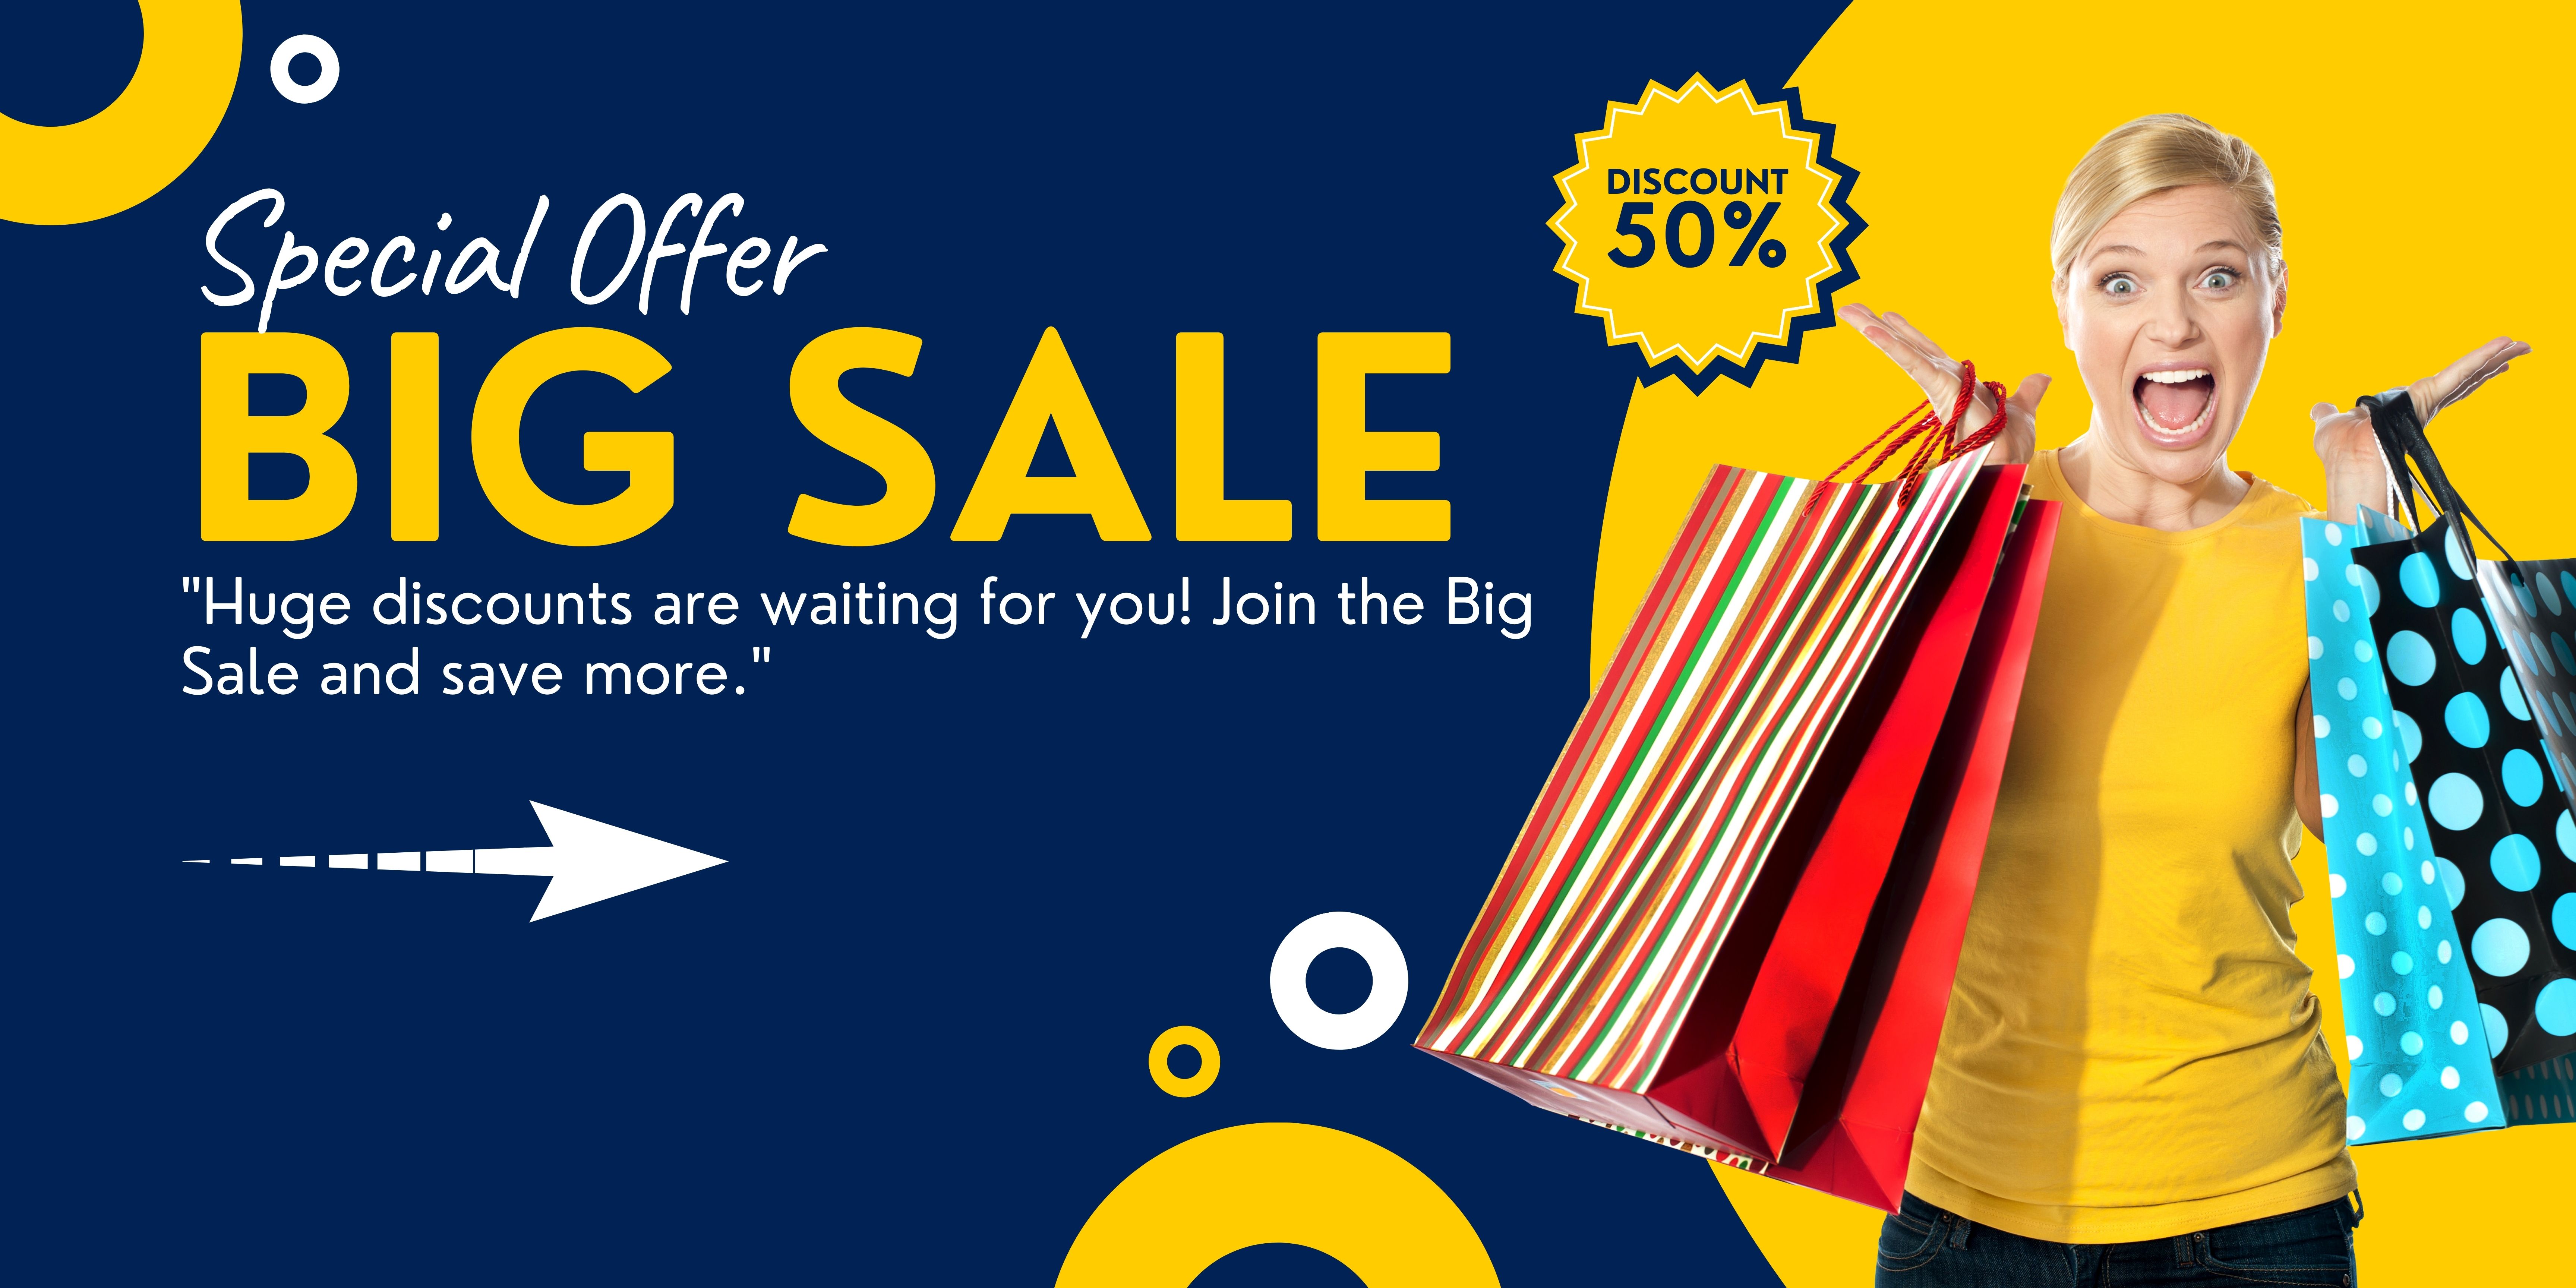 Special Offer
BIG SALE
"Huge discounts are waiting for you! Join the Big
Sale and save more."
DISCOUNT
50%